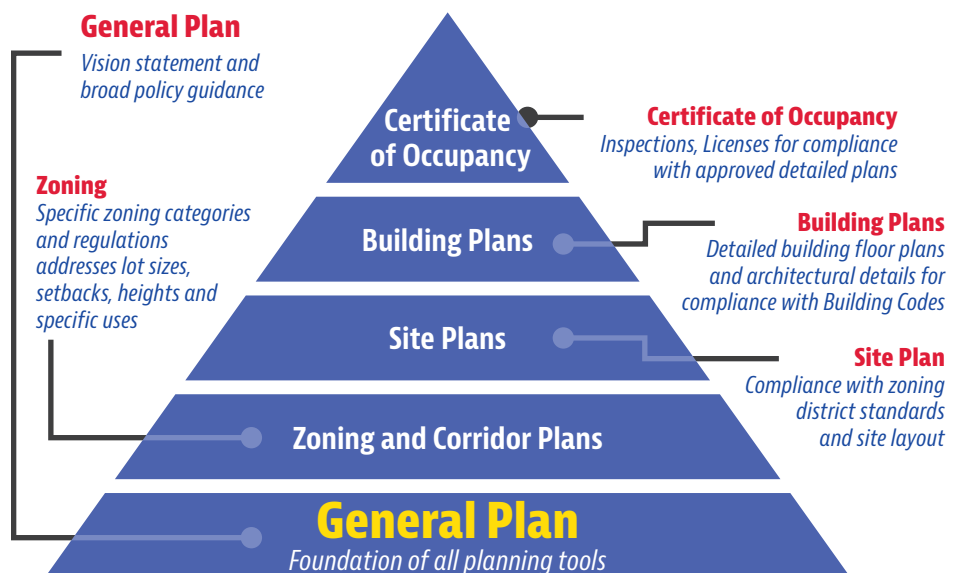 General Plan
Vision statement and
broad policy guidance
Certificate
of Occupancy
Certificate of Occupancy
Inspections, Licenses for compliance
with approved detailed plans
Zoning
Specific zoning categories
and regulations
addresses lot sizes,
setbacks, heights and
specific uses
Building Plans
Building Plans
Detailed building floor plans
and architectural details for
compliance with Building Codes
Site Plans
Site Plan
Compliance with zoning
district standards
and site layout
Zoning and Corridor Plans
General Plan
Foundation of all planning tools